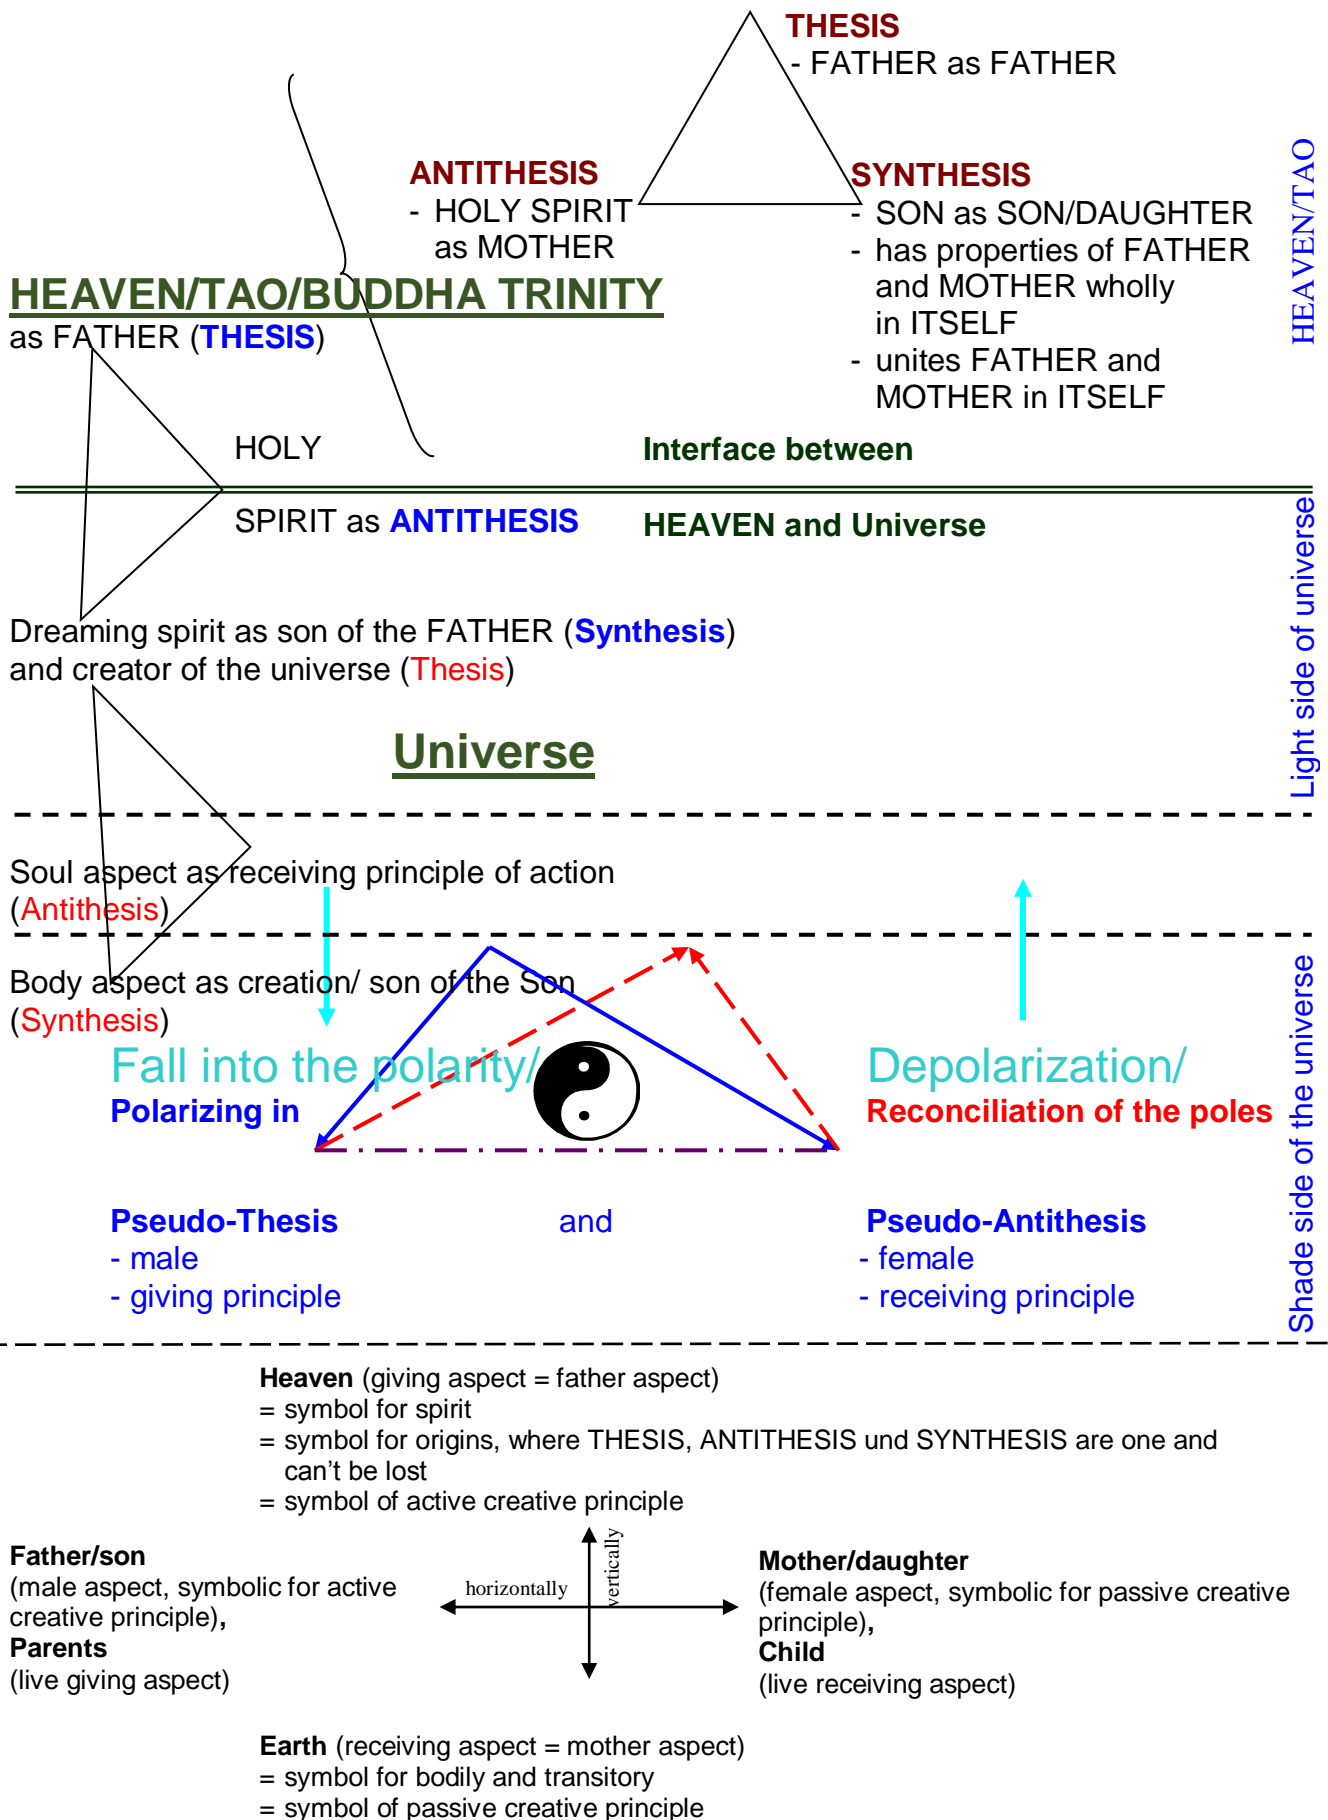 THESIS
- FATHER as FATHER
ANTITHESIS
- HOLY SPIRIT
as MOTHER
SYNTHESIS
- SON as SON/DAUGHTER
- has properties of FATHER
and MOTHER wholly
in ITSELF
- unites FATHER and
MOTHER in ITSELF
HEAVEN/TAO
HEAVEN/TAO/BUDDHA TRINITY
as FATHER (THESIS)
HOLY
Interface between
SPIRIT as ANTITHESIS
HEAVEN and Universe
Light side of universe
Dreaming spirit as son of the FATHER (Synthesis)
and creator of the universe (Thesis)
Universe
Soul aspect as receiving principle of action
(Antithesis)
Body aspect as creation/ son of the Son
(Synthesis)
Fall into the polarity/
Polarizing in
Depolarization/
Reconciliation of the poles
Shade side of the universe
Pseudo-Thesis
- male
- giving principle
and
Pseudo-Antithesis
- female
- receiving principle
Heaven (giving aspect = father aspect)
= symbol for spirit
= symbol for origins, where THESIS, ANTITHESIS und SYNTHESIS are one and
can't be lost
= symbol of active creative principle
Father/son
(male aspect, symbolic for active
creative principle),
Parents
(live giving aspect)
horizontally
vertically
Mother/daughter
(female aspect, symbolic for passive creative
principle),
Child
(live receiving aspect)
Earth (receiving aspect = mother aspect)
= symbol for bodily and transitory
= symbol of passive creative principle